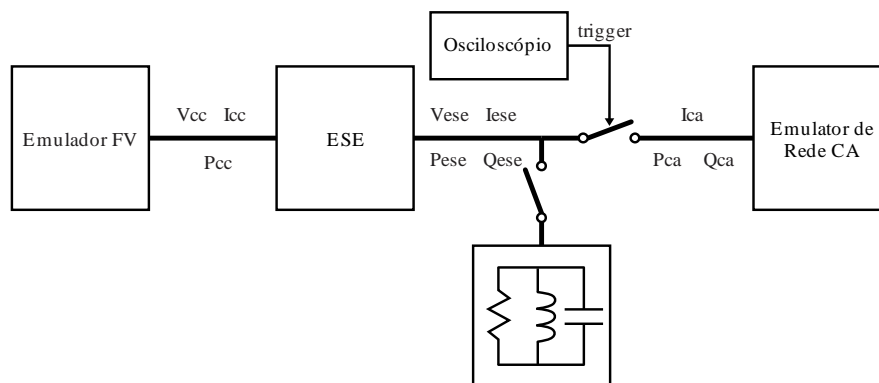 Osciloscópio
trigger
Emulador FV
Vcc Icc
Pcc
ESE
Vese Iese
Pese Qese
Ica
Pca Qca
Emulator de
Rede CA